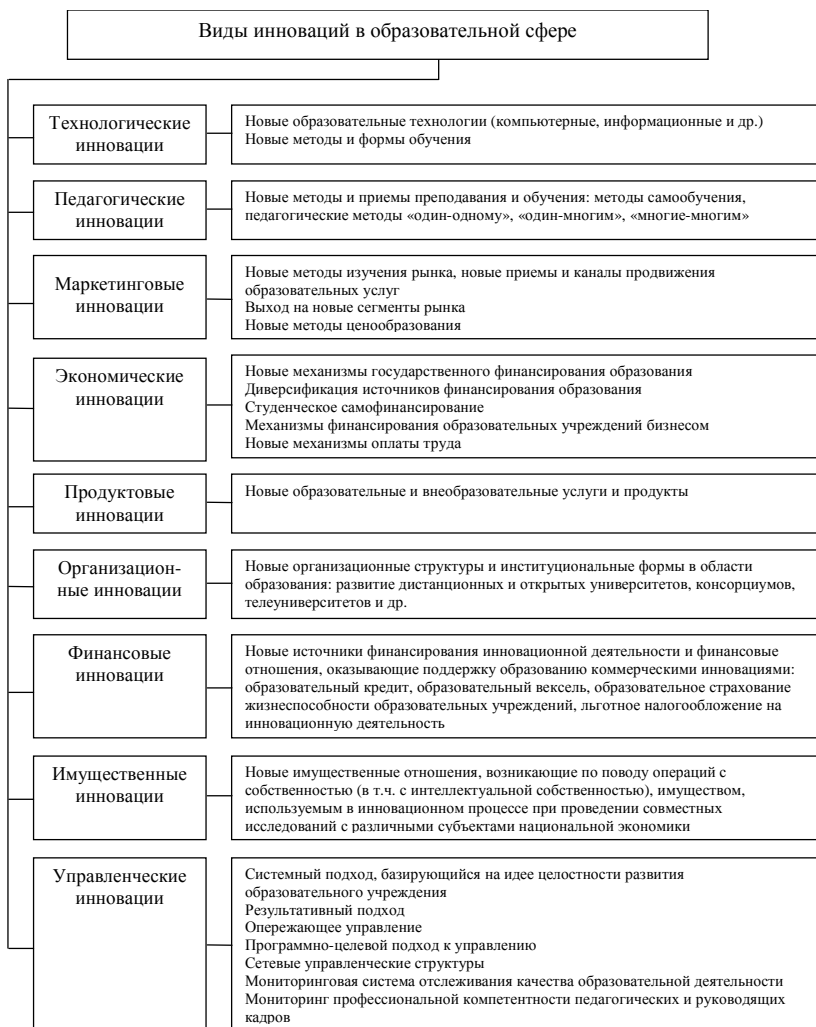 Виды инноваций в образовательной сфере
Технологические
инновации
Новые образовательные технологии (компьютерные, информационные и др.)
Новые методы и формы обучения
Педагогические
инновации
Новые методы и приемы преподавания и обучения: методы самообучения,
педагогические методы «один-одному», «один-многим», «многие-многим»
Маркетинговые
инновации
Новые методы изучения рынка, новые приемы и каналы продвижения
образовательных услуг
Выход на новые сегменты рынка
Новые методы ценообразования
Экономические
инновации
Новые механизмы государственного финансирования образования
Диверсификация источников финансирования образования
Студенческое самофинансирование
Механизмы финансирования образовательных учреждений бизнесом
Новые механизмы оплаты труда
Продуктовые
инновации
Новые образовательные и внеобразовательные услуги и продукты
Организацион-
ные инновации
Новые организационные структуры и институциональные формы в области
образования: развитие дистанционных и открытых университетов, консорциумов,
телеуниверситетов и др.
Финансовые
инновации
Новые источники финансирования инновационной деятельности и финансовые
отношения, оказывающие поддержку образованию коммерческими инновациями:
образовательный кредит, образовательный вексель, образовательное страхование
жизнеспособности образовательных учреждений, льготное налогообложение на
инновационную деятельность
Имущественные
инновации
Новые имущественные отношения, возникающие по поводу операций с
собственностью (в т.ч. с интеллектуальной собственностью), имуществом,
используемым в инновационном процессе при проведении совместных
исследований с различными субъектами национальной экономики
Управленческие
инновации
Системный подход, базирующийся на идее целостности развития
образовательного учреждения
Результативный подход
Опережающее управление
Программно-целевой подход к управлению
Сетевые управленческие структуры
Мониторинговая система отслеживания качества образовательной деятельности
Мониторинг профессиональной компетентности педагогических и руководящих
кадров